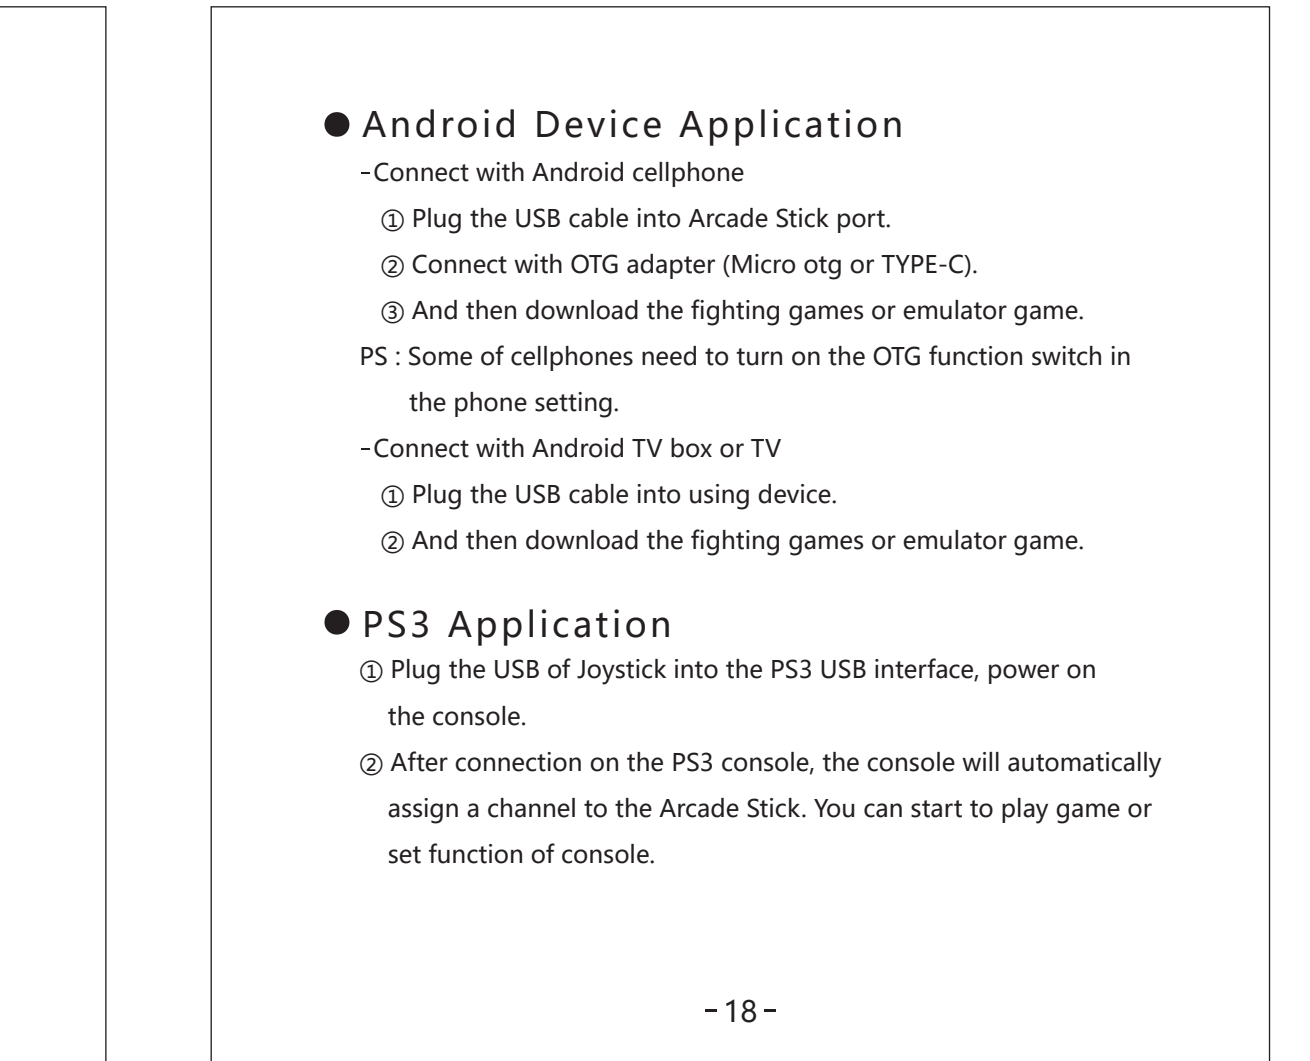 ● Android Device Application
-Connect with Android cellphone
① Plug the USB cable into Arcade Stick port.
② Connect with OTG adapter (Micro otg or TYPE-C).
③ And then download the fighting games or emulator game.
PS : Some of cellphones need to turn on the OTG function switch in
the phone setting.
-Connect with Android TV box or TV
① Plug the USB cable into using device.
② And then download the fighting games or emulator game.
● PS3 Application
① Plug the USB of Joystick into the PS3 USB interface, power on
the console.
② After connection on the PS3 console, the console will automatically
assign a channel to the Arcade Stick. You can start to play game or
set function of console.
-18-